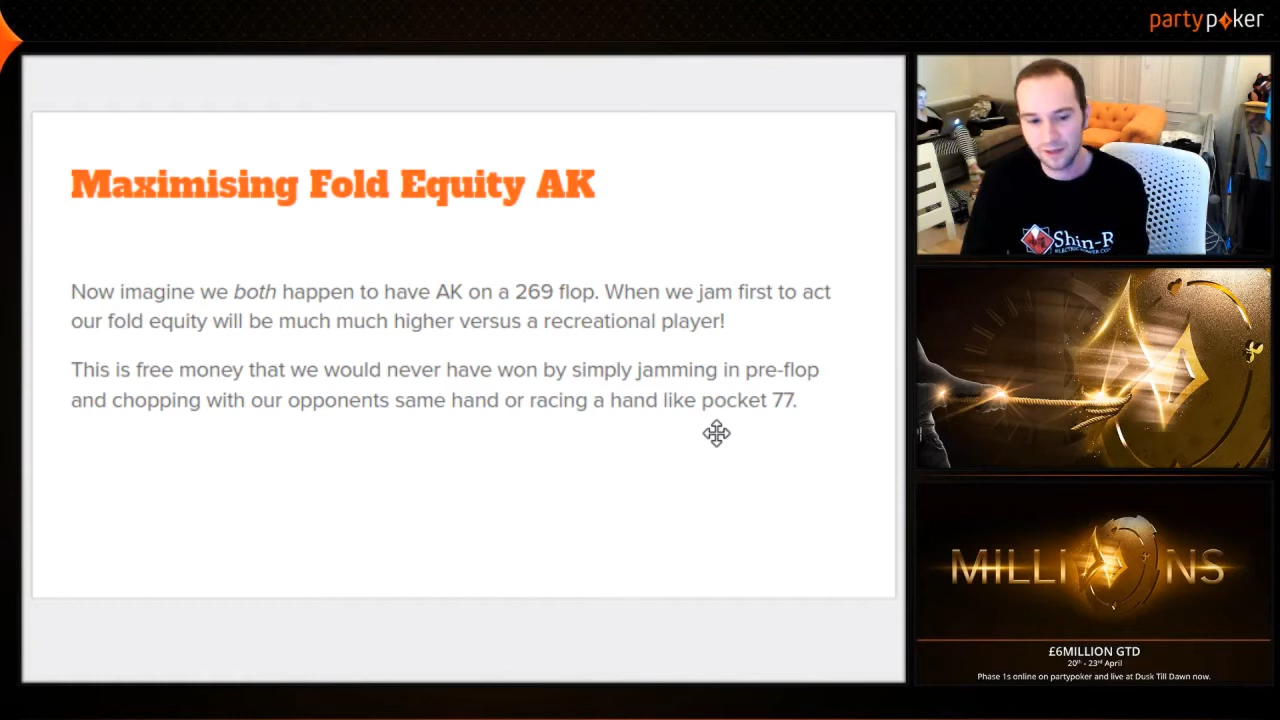 partypoker
Maximising Fold Equity AK
Now imagine we both happen to have AK on a 269 flop. When we jam first to act
our fold equity will be much much higher versus a recreational player!
This is free money that we would never have won by simply jamming in pre-flop
and chopping with our opponents same hand or racing a hand like pocket 77.
Shin-R
MILLIONS
£6MILLION GTD
20th - 23rd April
Phase 1s online on partypoker and live at Dusk Till Dawn now.